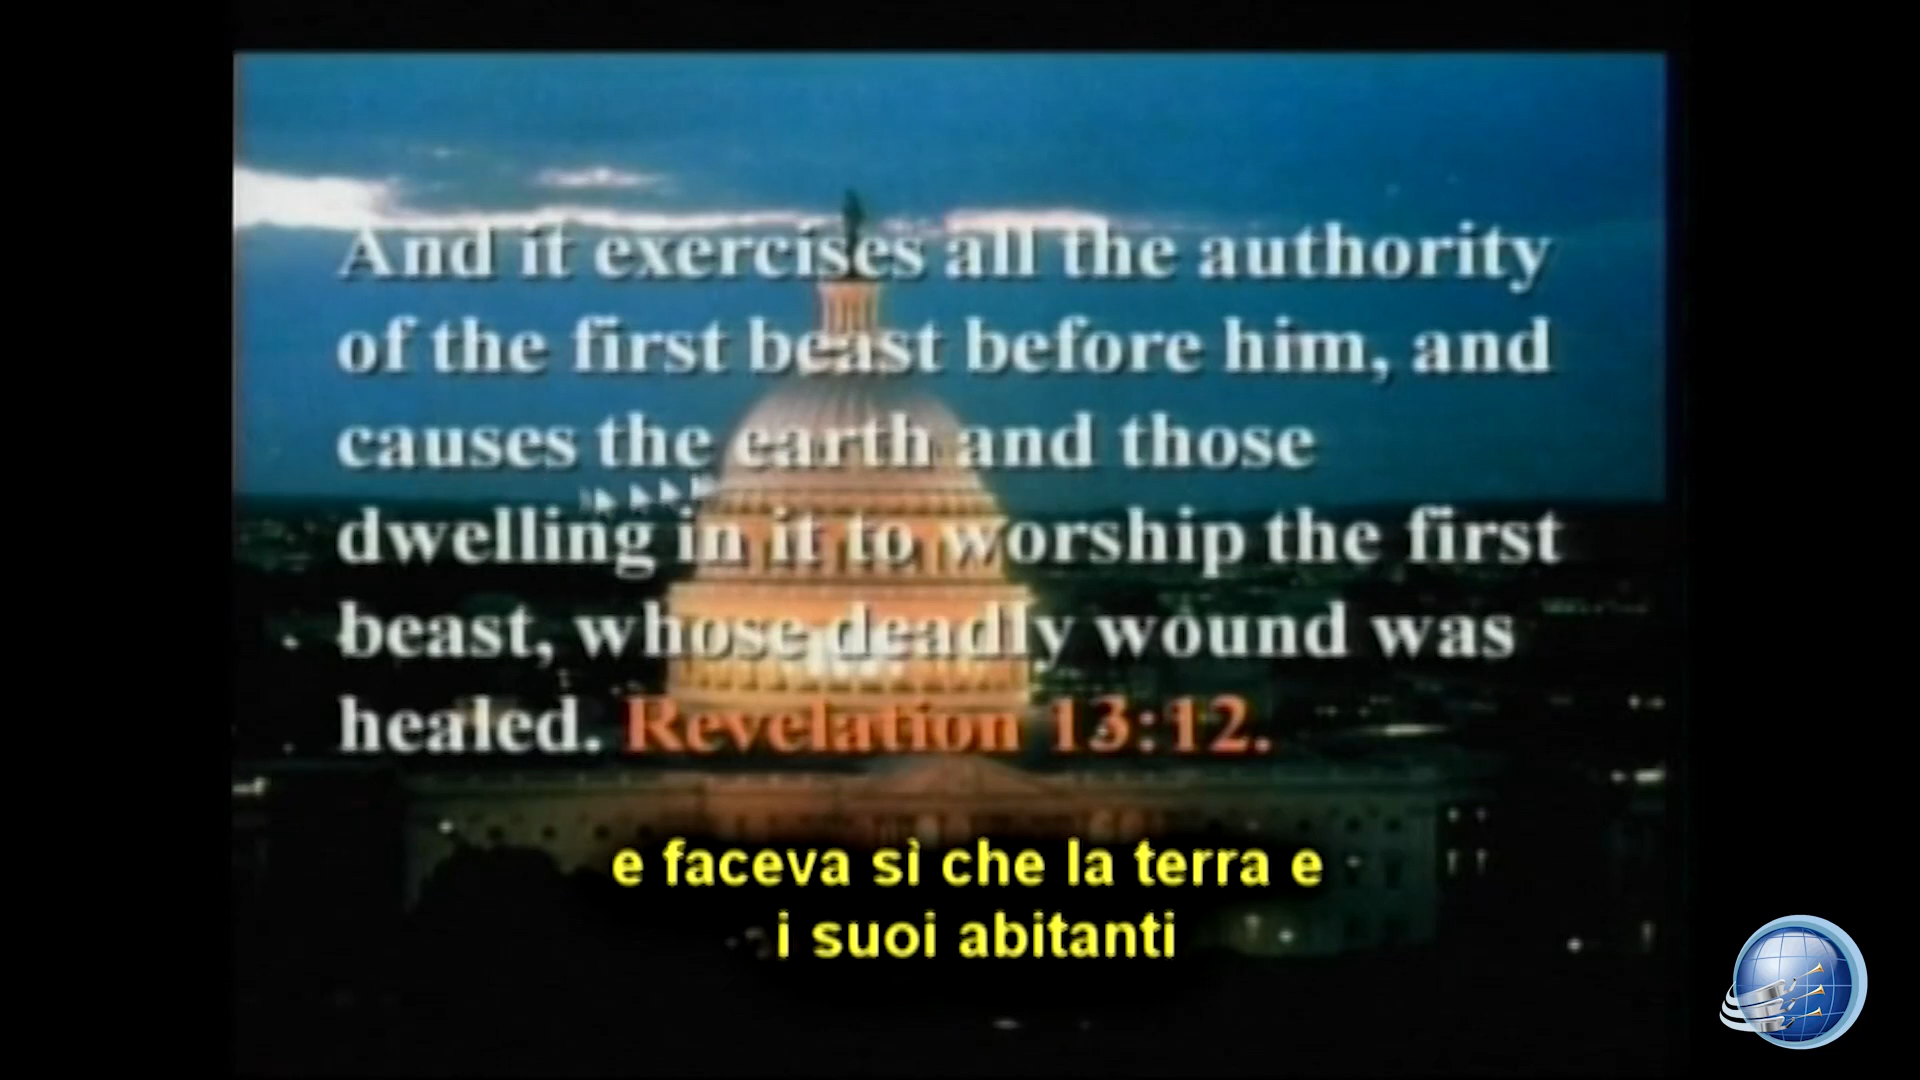 And it exercises all the authority
of the first beast before him, and
causes the earth and those
dwelling in it to worship the first
beast, whose deadly wound was
healed. Revelation 13:12.
e faceva sì che la terra e
i suoi abitanti